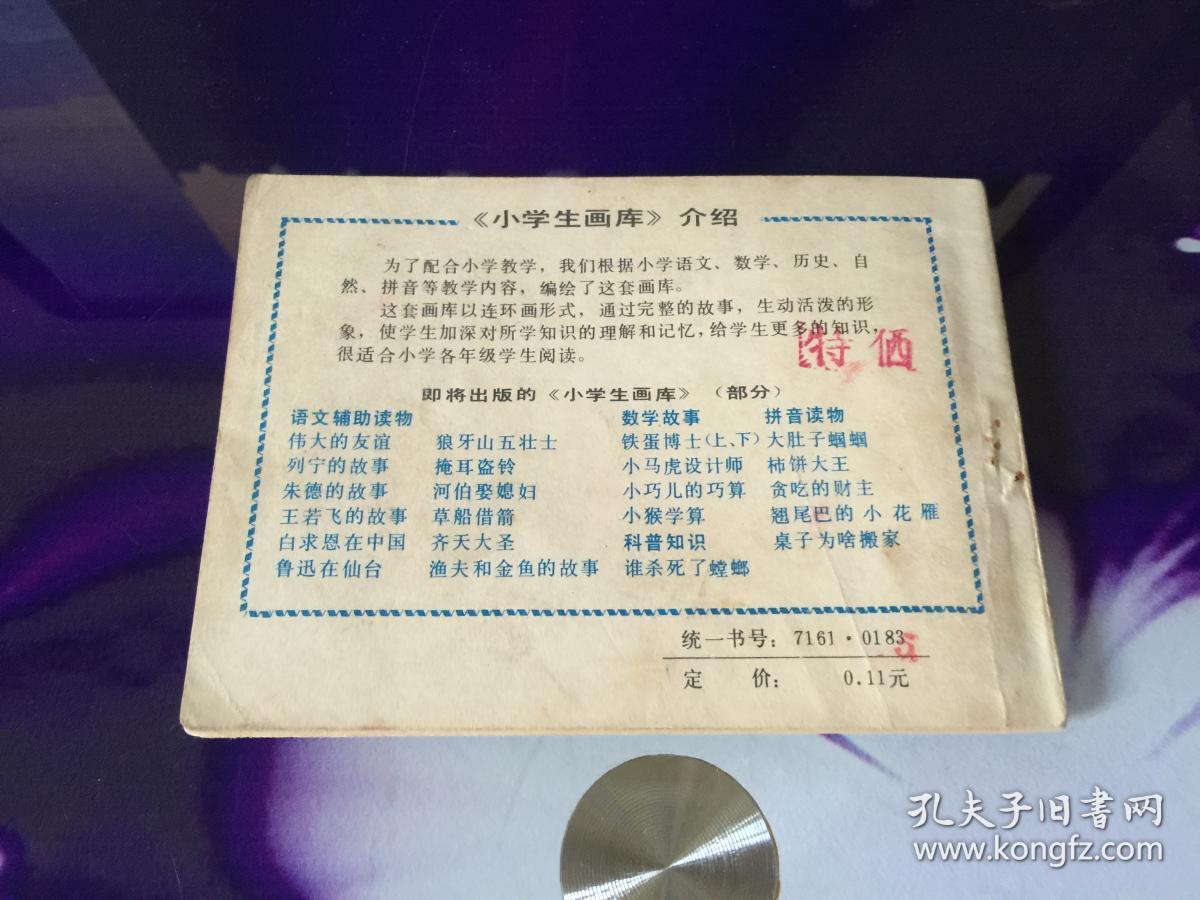 《小学生画库》介绍
为了配合小学教学，我们根据小学语文、数学、历史、自
然、拼音等教学内容，编绘了这套画库。
这套画库以连环画形式，通过完整的故事，生动活泼的形
象，使学生加深对所学知识的理解和记忆，给学生更多的知识，
很适合小学各年级学生阅读。
特価
即将出版的《小学生画库》（部分）
语文辅助读物 数学故事 拼音读物
伟大的友谊 狼牙山五壮士 铁蛋博士（上、下） 大肚子蝈蝈
列宁的故事 掩耳盗铃 小马虎设计师 柿饼大王
朱德的故事 河伯娶媳妇 小巧儿的巧算 贪吃的财主
王若飞的故事 草船借箭 小猴学算 翘尾巴的小花雁
白求恩在中国 齐天大圣 科普知识 桌子为啥搬家
鲁迅在仙台 渔夫和金鱼的故事 谁杀死了螳螂
统一书号：7161·0183
5
定 价： 0.11元
孔夫子旧书网
www.kongfz.com